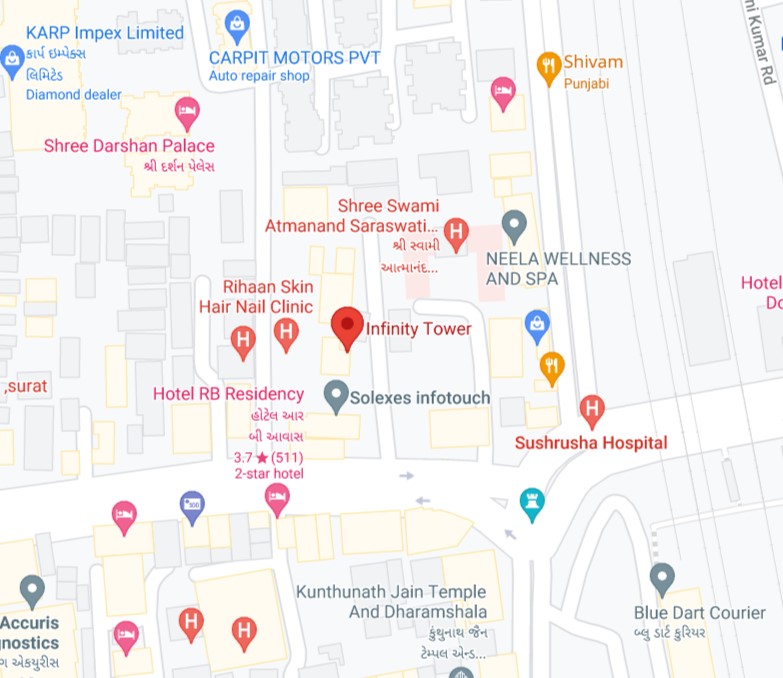 KARP Impex Limited
કાર્પ ઇમ્પેક્સ
લિમિટેડ
Diamond dealer
CARPIT MOTORS PVT
Auto repair shop
Shivam
Punjabi
ni Kumar Rd
Shree Darshan Palace
શ્રી દર્શન પેલેસ
Shree Swami
Atmanand Saraswati...
શ્રી સ્વામી
આત્માનંદ...
NEELA WELLNESS
AND SPA
Hotel
Do
Rihaan Skin
Hair Nail Clinic
Infinity Tower
,surat
Hotel RB Residency
હોટેલ આર
બી આવાસ
3.7 ★ (511)
2-star hotel
Solexes infotouch
Sushrusha Hospital
Kunthunath Jain Temple
And Dharamshala
કુંથુનાથ જૈન
ટેમ્પલ એન્ડ...
Accuris
gnostics
ગ એક્યુરીસ
Blue Dart Courier
બ્લુ ડાર્ટ કુરિયર